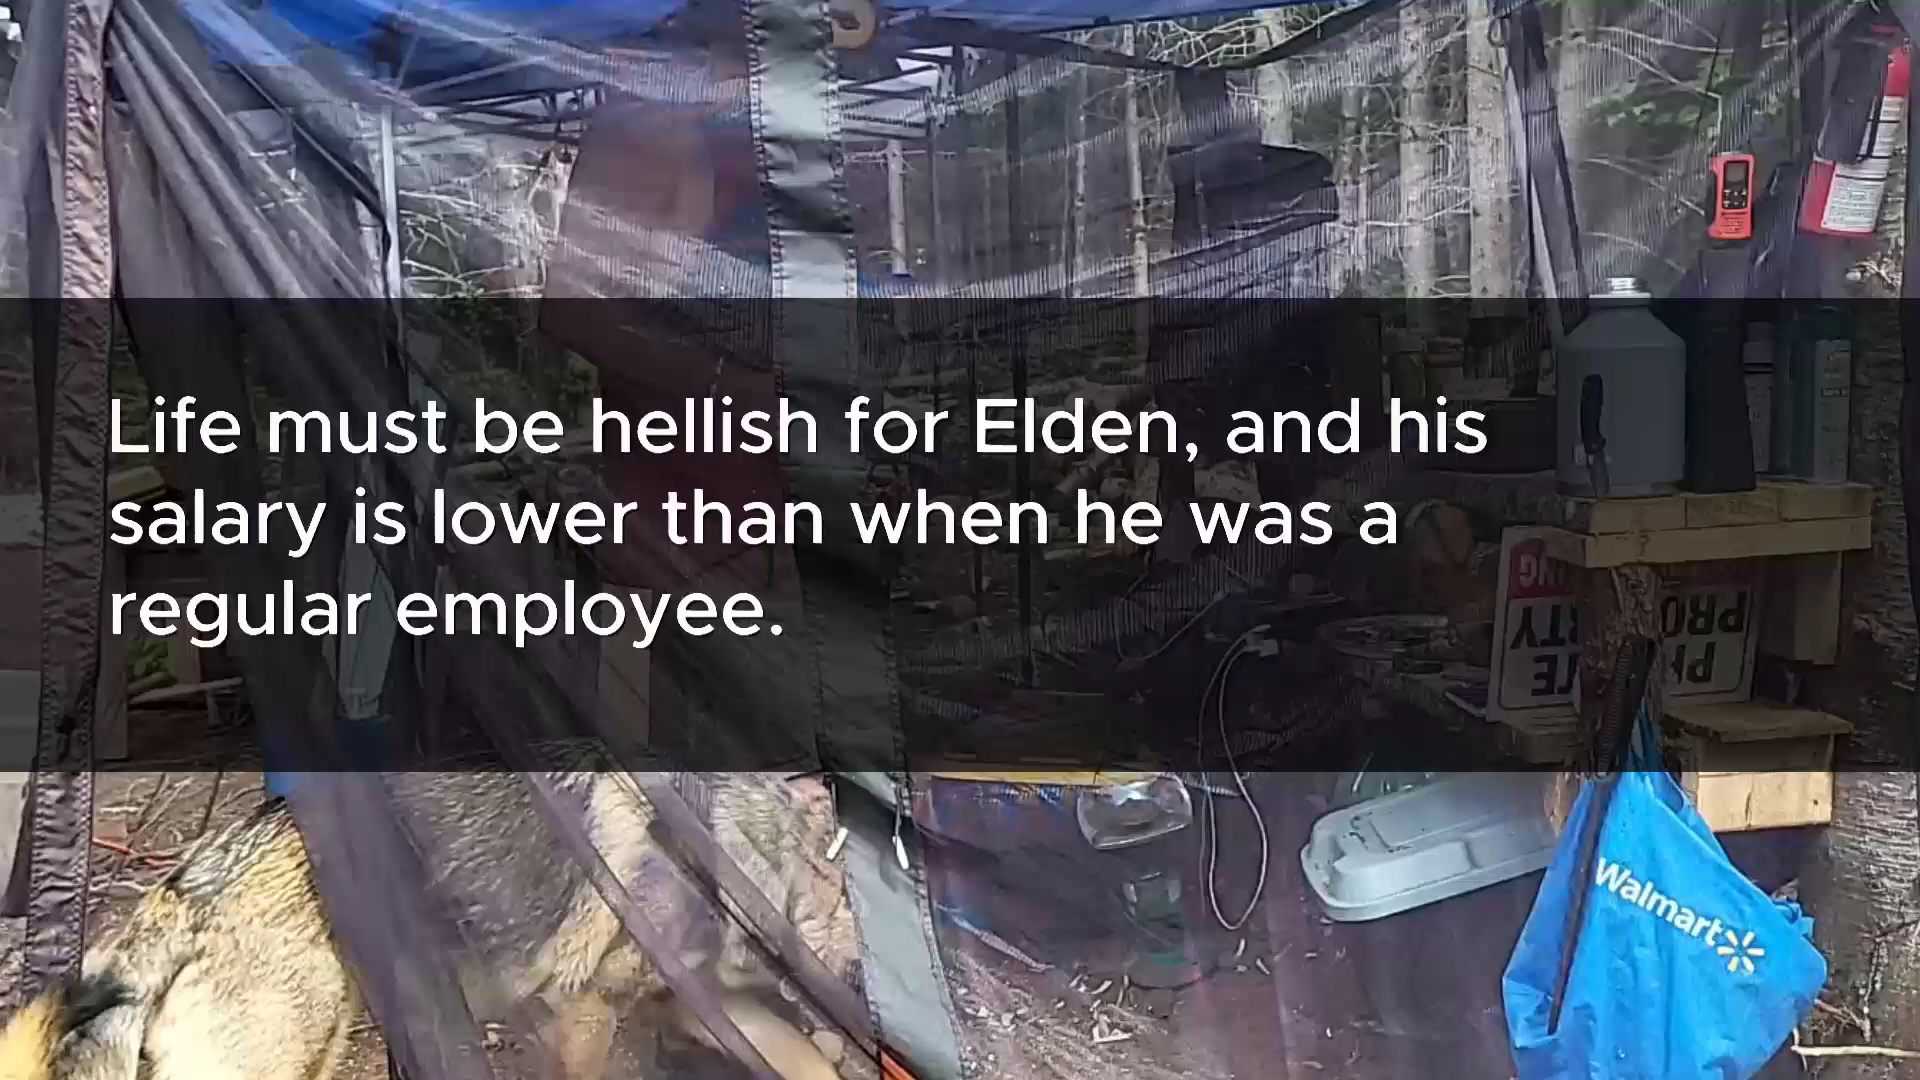 Life must be hellish for Elden, and his
salary is lower than when he was a
regular employee.
Walmart